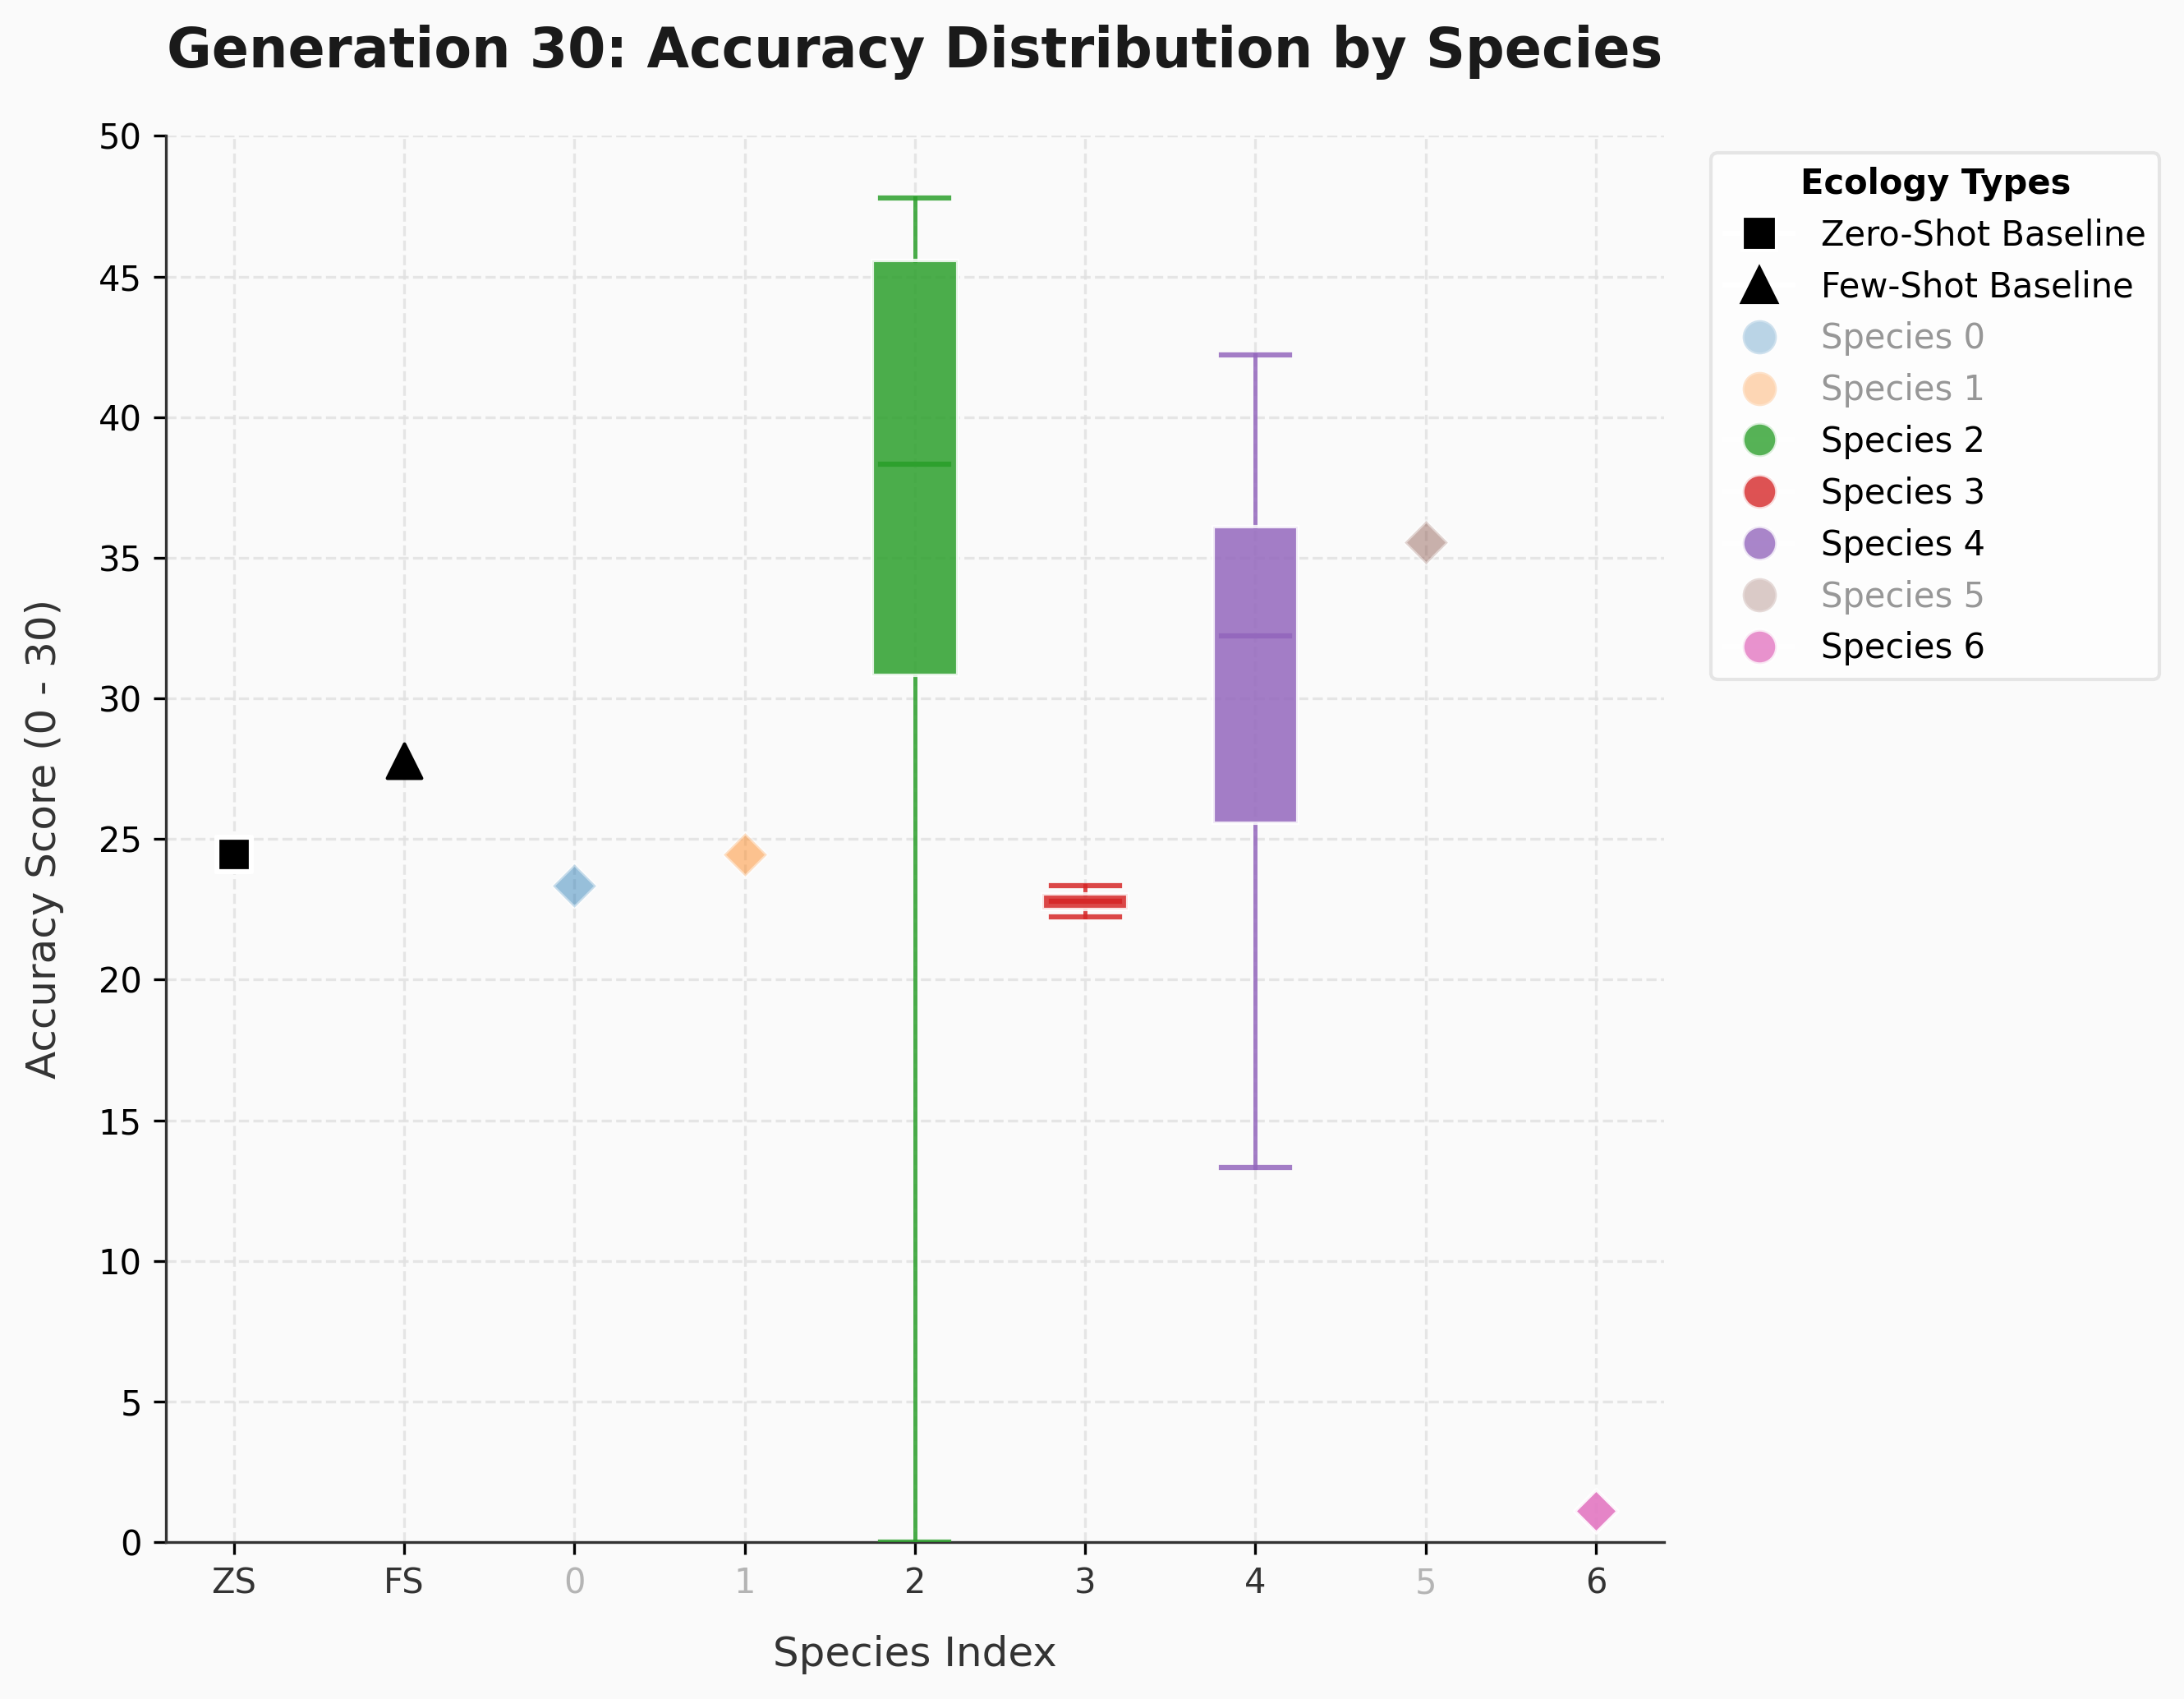 Generation 30: Accuracy Distribution by Species
50
45
40
35
30
25
20
15
10
5
0
Accuracy Score (0 - 30)
ZS FS 0 1 2 3 4 5 6
Species Index
Ecology Types
Zero-Shot Baseline
Few-Shot Baseline
Species 0
Species 1
Species 2
Species 3
Species 4
Species 5
Species 6